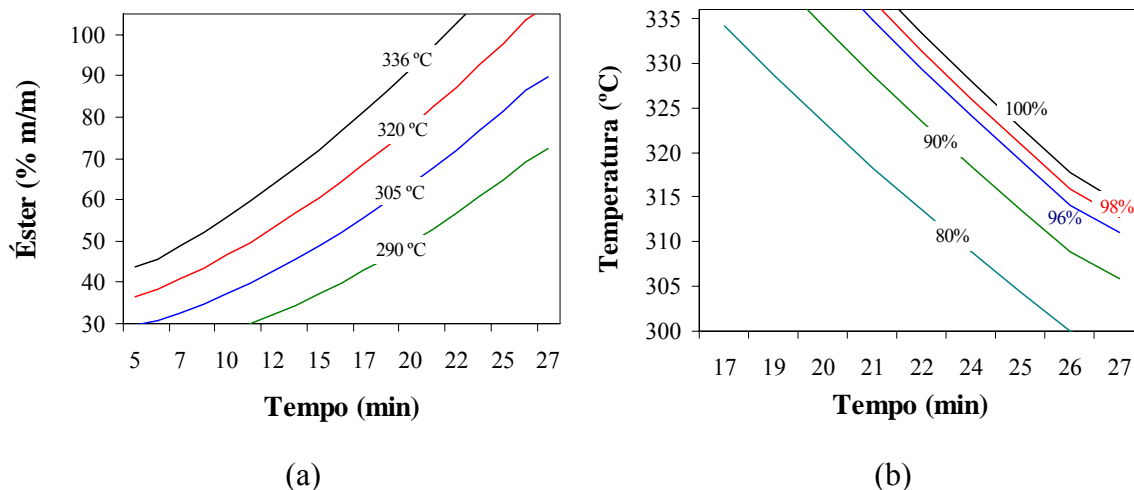 Éster (% m/m)
100
90
80
70
60
50
40
30
336 ºC
320 ºC
305 ºC
290 ºC
5 7 10 12 15 17 20 22 25 27
Tempo (min)
(a)
Temperatura (ºC)
335
330
325
320
315
310
305
300
100%
90%
98%
96%
80%
17 19 20 21 22 24 25 26 27
Tempo (min)
(b)